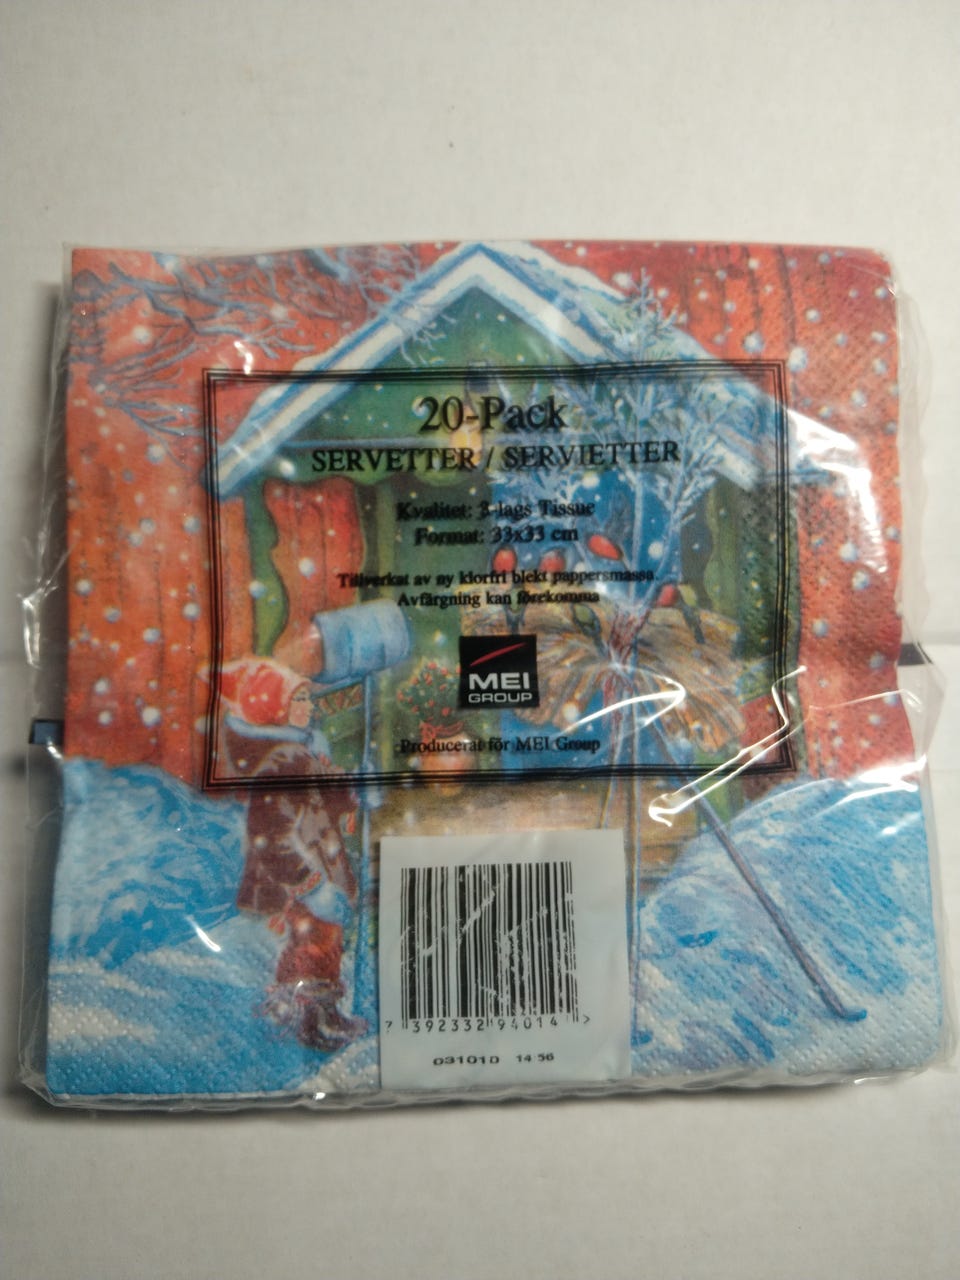 20-Pack
SERVETTER / SERVIETTER
Kvalitet: 3-lags Tissue
Format: 33x33 cm
Tillverkat av ny klorfri blekt pappersmassa.
Avfärgning kan förekomma
MEI
GROUP
Producerat för MEI Group
7 392332 94014 >
031010 14 56